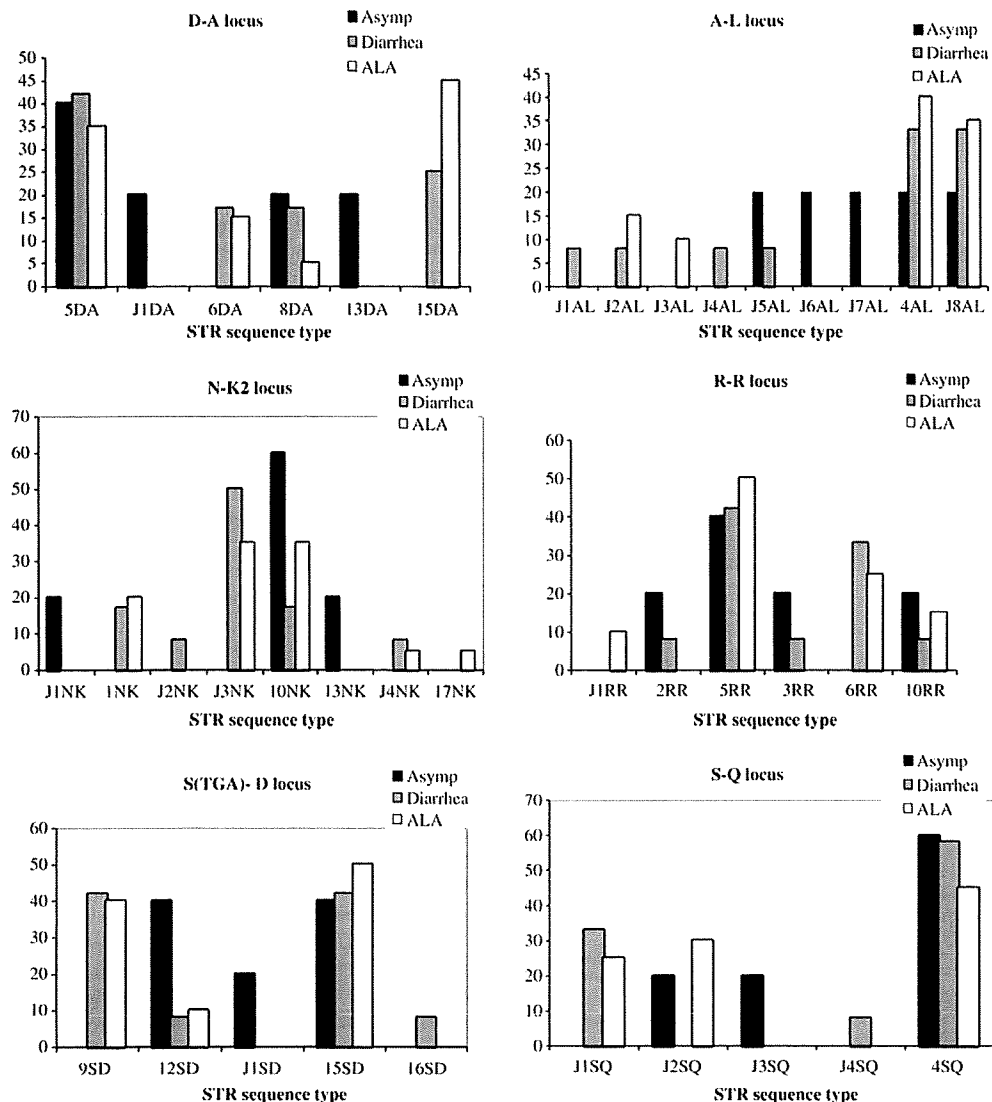 D-A locus
Asymp
Diarrhea
ALA
50
45
40
35
30
25
20
15
10
5
0
5DA J1DA 6DA 8DA 13DA 15DA
STR sequence type
A-L locus
Asymp
Diarrhea
ALA
45
40
35
30
25
20
15
10
5
0
J1AL J2AL J3AL J4AL J5AL J6AL J7AL 4AL J8AL
STR sequence type
N-K2 locus
Asymp
Diarrhea
ALA
70
60
50
40
30
20
10
0
J1NK 1NK J2NK J3NK 10NK 13NK J4NK 17NK
STR sequence type
R-R locus
Asymp
Diarrhea
ALA
60
50
40
30
20
10
0
J1RR 2RR 5RR 3RR 6RR 10RR
STR sequence type
S(TGA)- D locus
Asymp
Diarrhea
ALA
60
50
40
30
20
10
0
9SD 12SD J1SD 15SD 16SD
STR sequence type
S-Q locus
Asymp
Diarrhea
ALA
70
60
50
40
30
20
10
0
J1SQ J2SQ J3SQ J4SQ 4SQ
STR sequence type